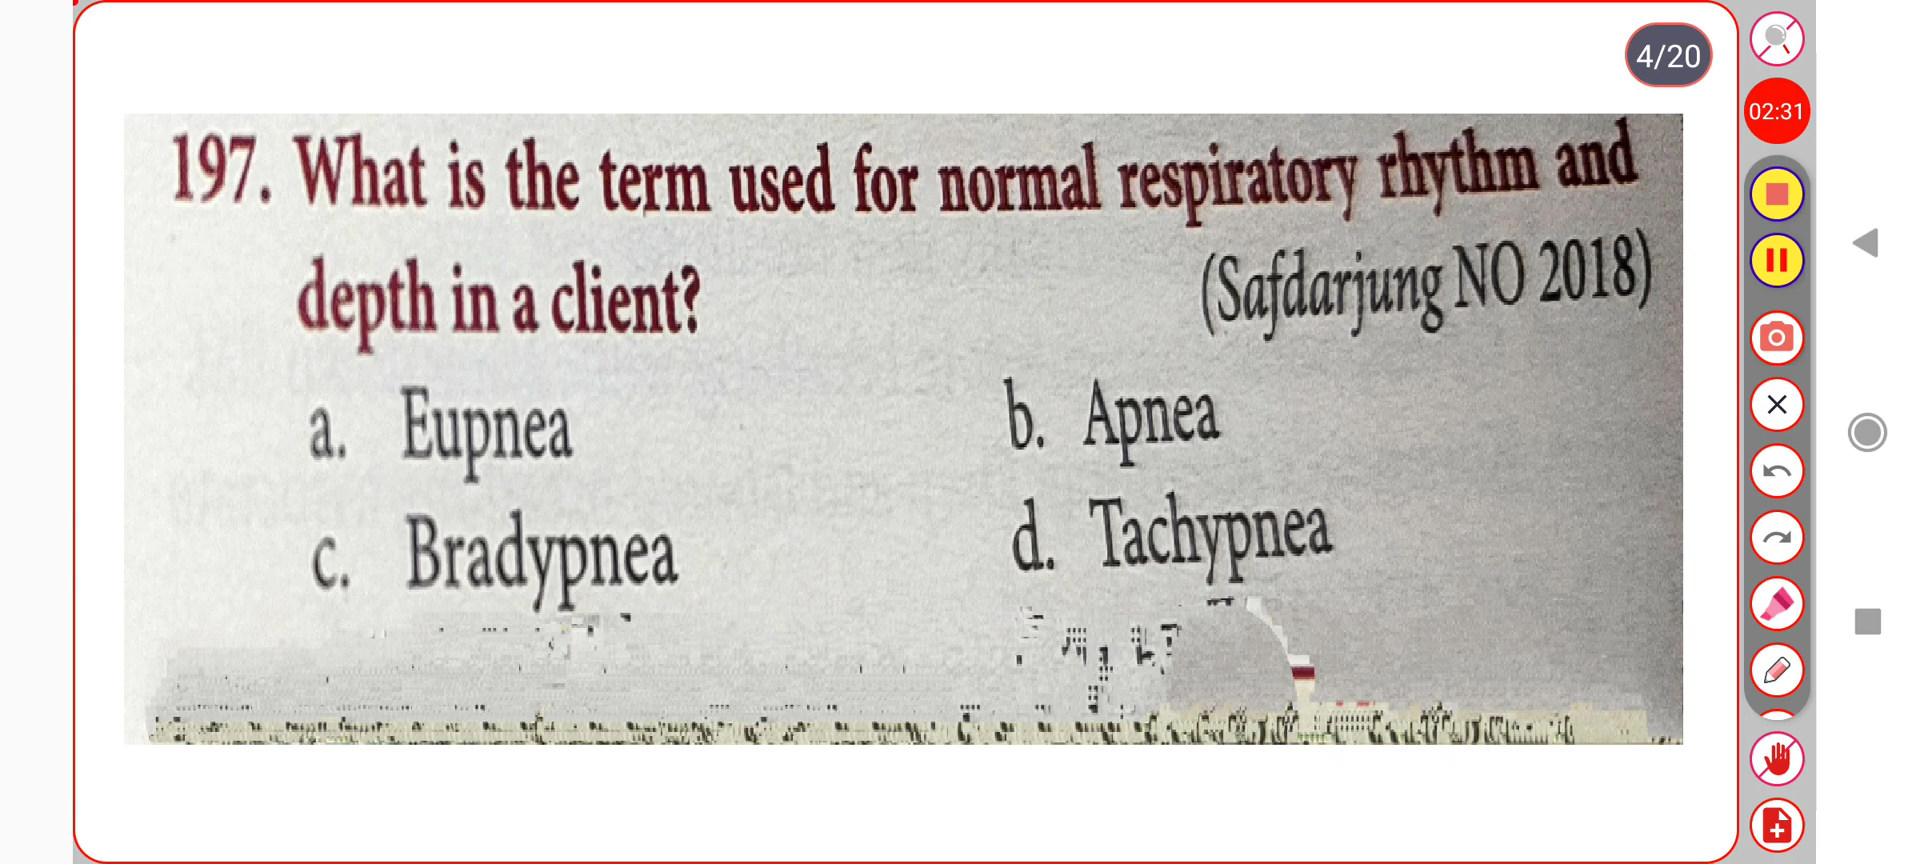 4/20
02:31
197. What is the term used for normal respiratory rhythm and
depth in a client?
(Safdarjung NO 2018)
a. Eupnea
b. Apnea
c. Bradypnea
d. Tachypnea